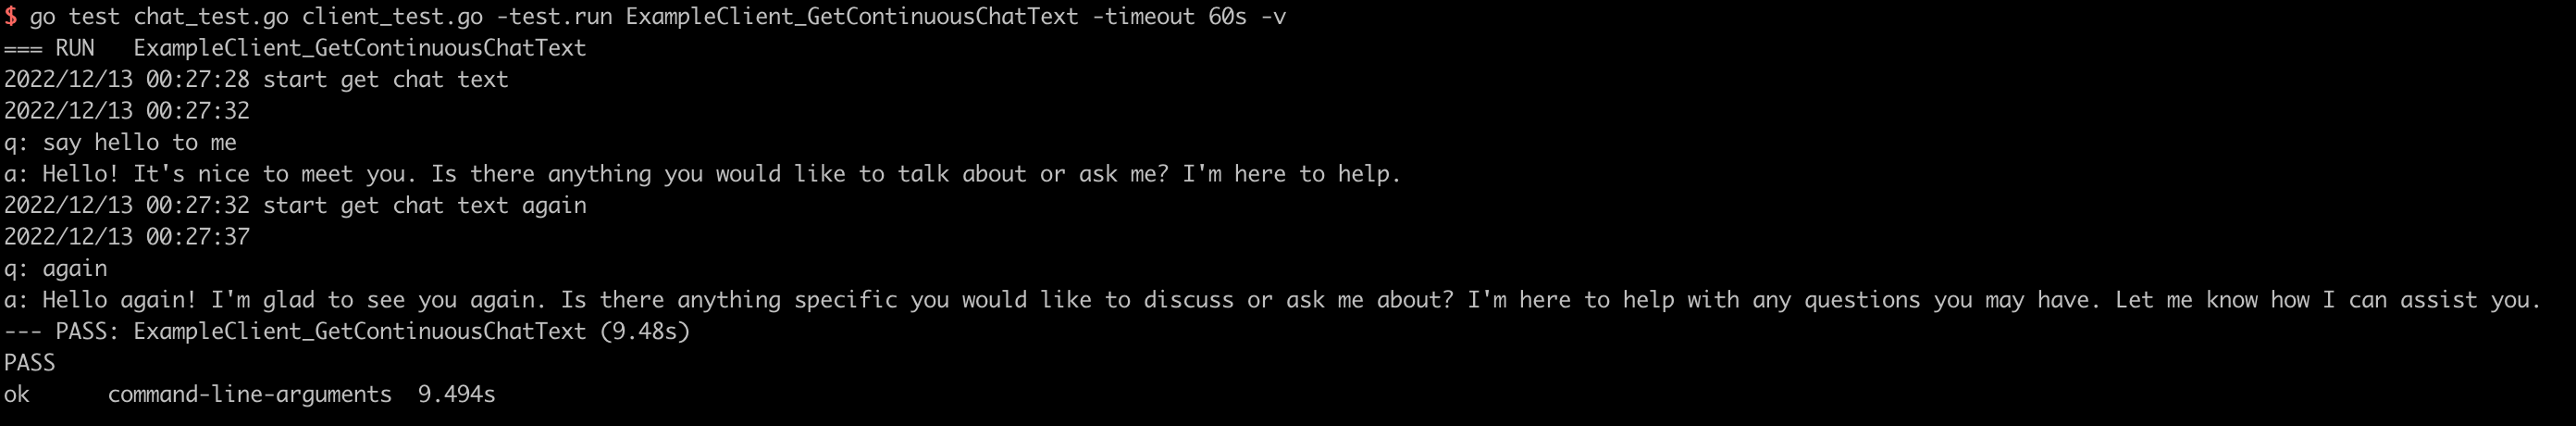 $ go test chat_test.go client_test.go -test.run ExampleClient_GetContinuousChatText -timeout 60s -v
=== RUN   ExampleClient_GetContinuousChatText
2022/12/13 00:27:28 start get chat text
2022/12/13 00:27:32
q: say hello to me
a: Hello! It's nice to meet you. Is there anything you would like to talk about or ask me? I'm here to help.
2022/12/13 00:27:32 start get chat text again
2022/12/13 00:27:37
q: again
a: Hello again! I'm glad to see you again. Is there anything specific you would like to discuss or ask me about? I'm here to help with any questions you may have. Let me know how I can assist you.
--- PASS: ExampleClient_GetContinuousChatText (9.48s)
PASS
ok      command-line-arguments  9.494s